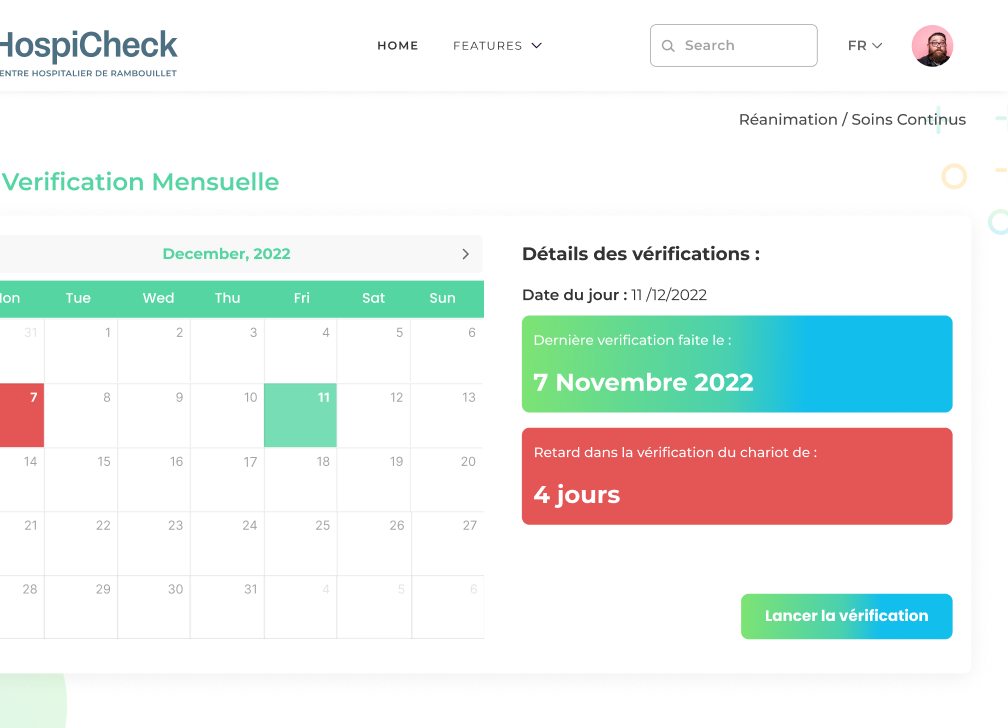 HospiCheck
CENTRE HOSPITALIER DE RAMBOUILLET
HOME
FEATURES
Search
FR
Réanimation / Soins Continus
Verification Mensuelle
December, 2022
Mon Tue Wed Thu Fri Sat Sun
31 1 2 3 4 5 6
7 8 9 10 11 12 13
14 15 16 17 18 19 20
21 22 23 24 25 26 27
28 29 30 31 4 5 6
Détails des vérifications :
Date du jour : 11 /12/2022
Dernière verification faite le :
7 Novembre 2022
Retard dans la vérification du chariot de :
4 jours
Lancer la vérification